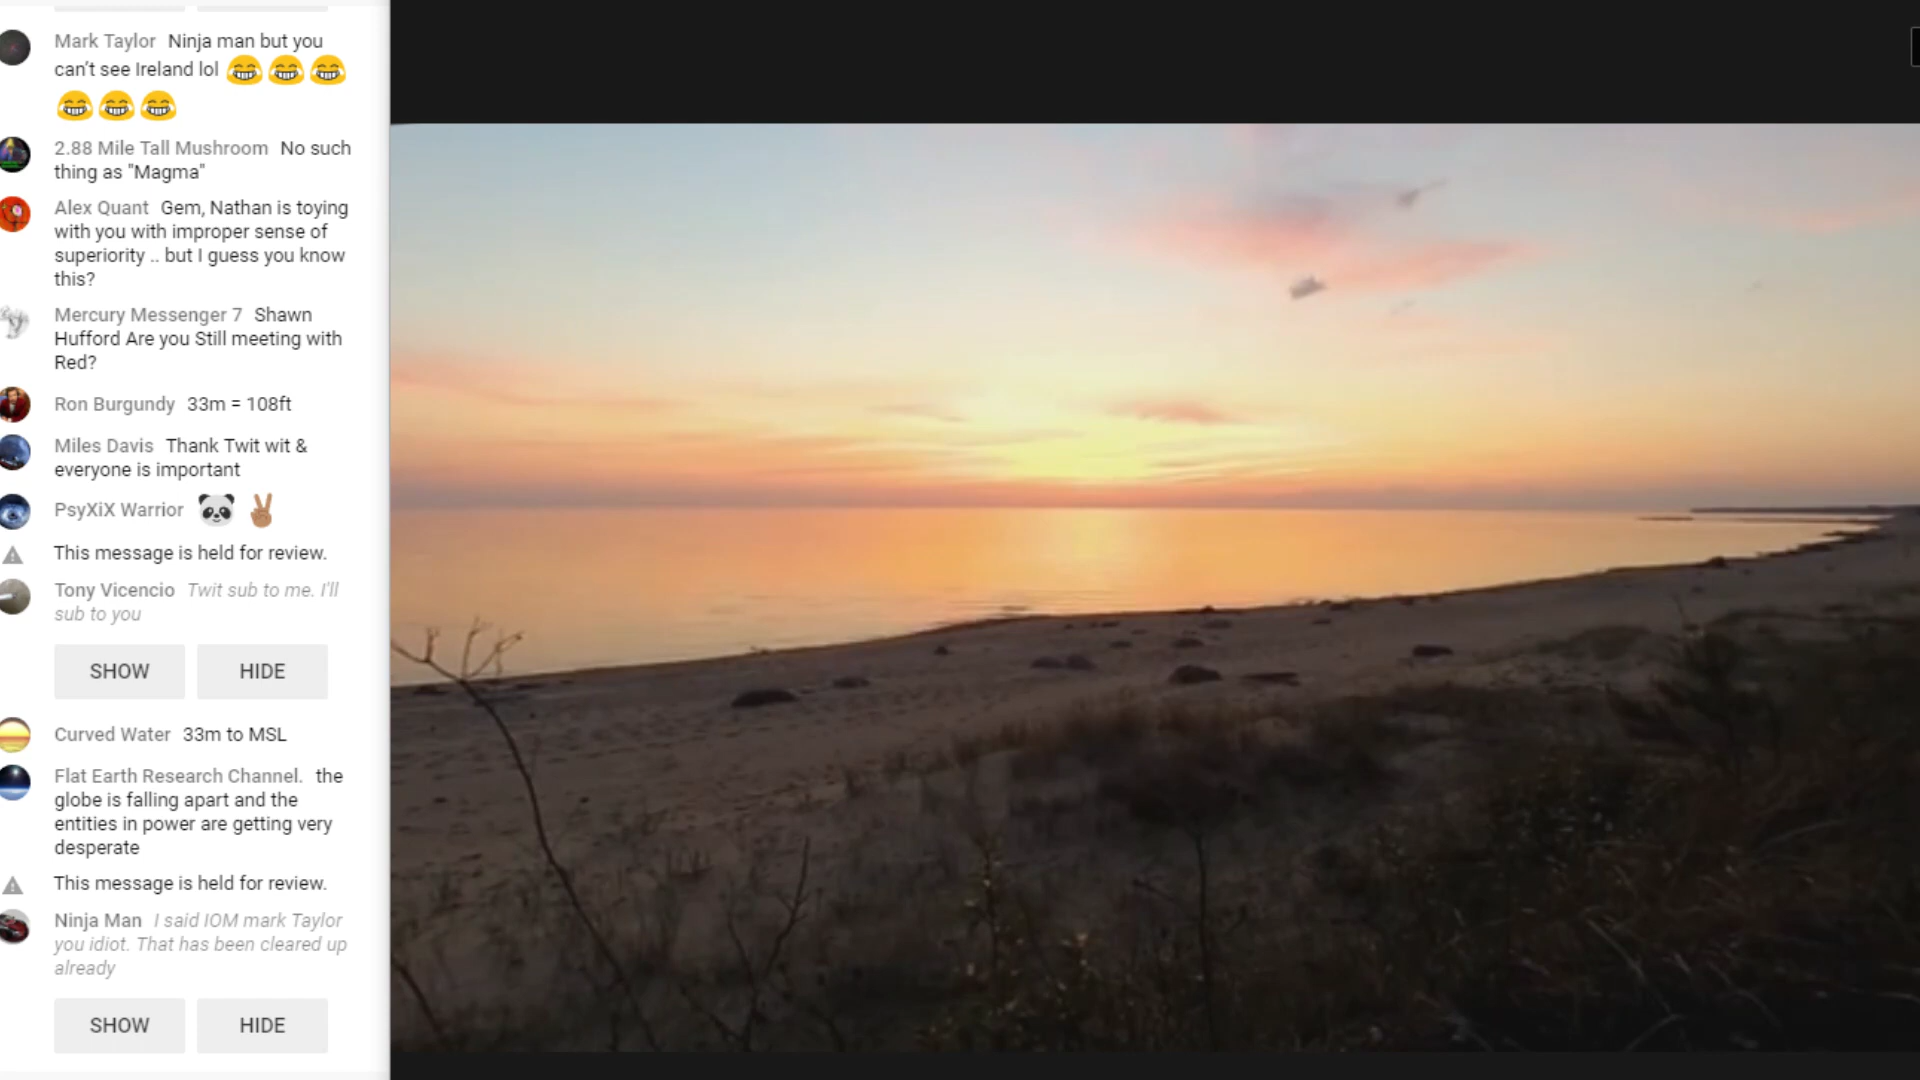 Mark Taylor Ninja man but you
can't see Ireland lol 😂😂😂
😂😂😂
2.88 Mile Tall Mushroom No such
thing as "Magma"
Alex Quant Gem, Nathan is toying
with you with improper sense of
superiority .. but I guess you know
this?
Mercury Messenger 7 Shawn
Hufford Are you Still meeting with
Red?
Ron Burgundy 33m = 108ft
Miles Davis Thank Twit wit &
everyone is important
PsyXiX Warrior 🐼 ✌🏽
This message is held for review.
Tony Vicencio Twit sub to me. I'll
sub to you
SHOW HIDE
Curved Water 33m to MSL
Flat Earth Research Channel. the
globe is falling apart and the
entities in power are getting very
desperate
This message is held for review.
Ninja Man I said IOM mark Taylor
you idiot. That has been cleared up
already
SHOW HIDE